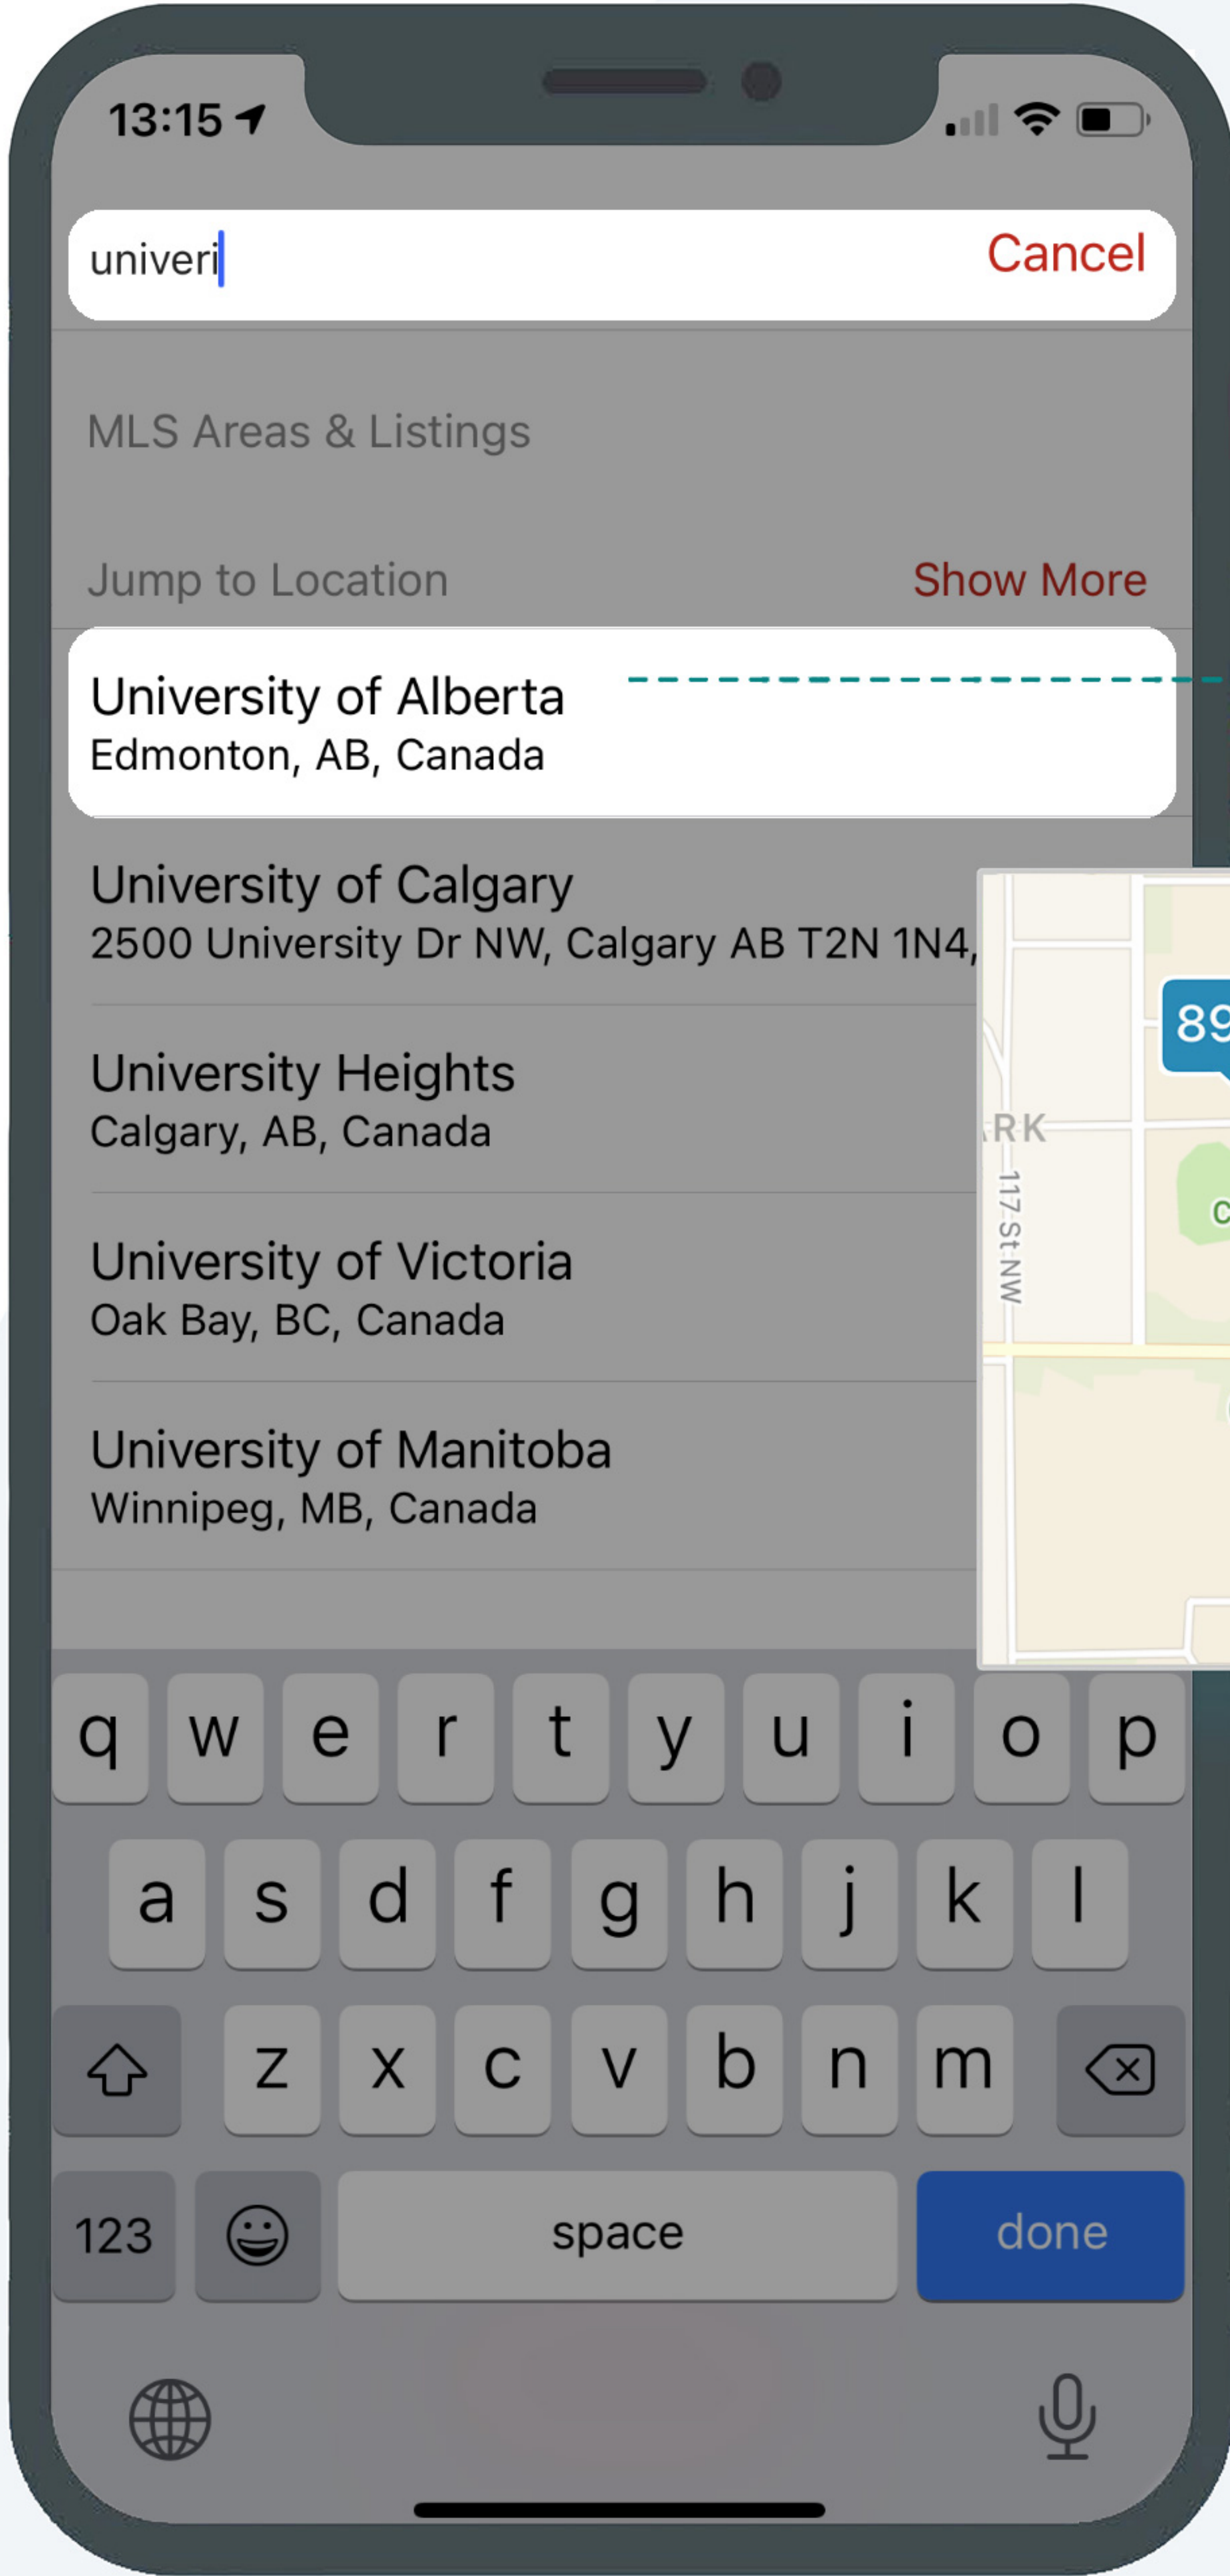 13:15
univeri Cancel
MLS Areas & Listings
Jump to Location Show More
University of Alberta
Edmonton, AB, Canada
University of Calgary
2500 University Dr NW, Calgary AB T2N 1N4,
89
University Heights
Calgary, AB, Canada
RK
117 St NW
C
University of Victoria
Oak Bay, BC, Canada
University of Manitoba
Winnipeg, MB, Canada
q w e r t y u i o p
a s d f g h j k l
z x c v b n m
123 space done